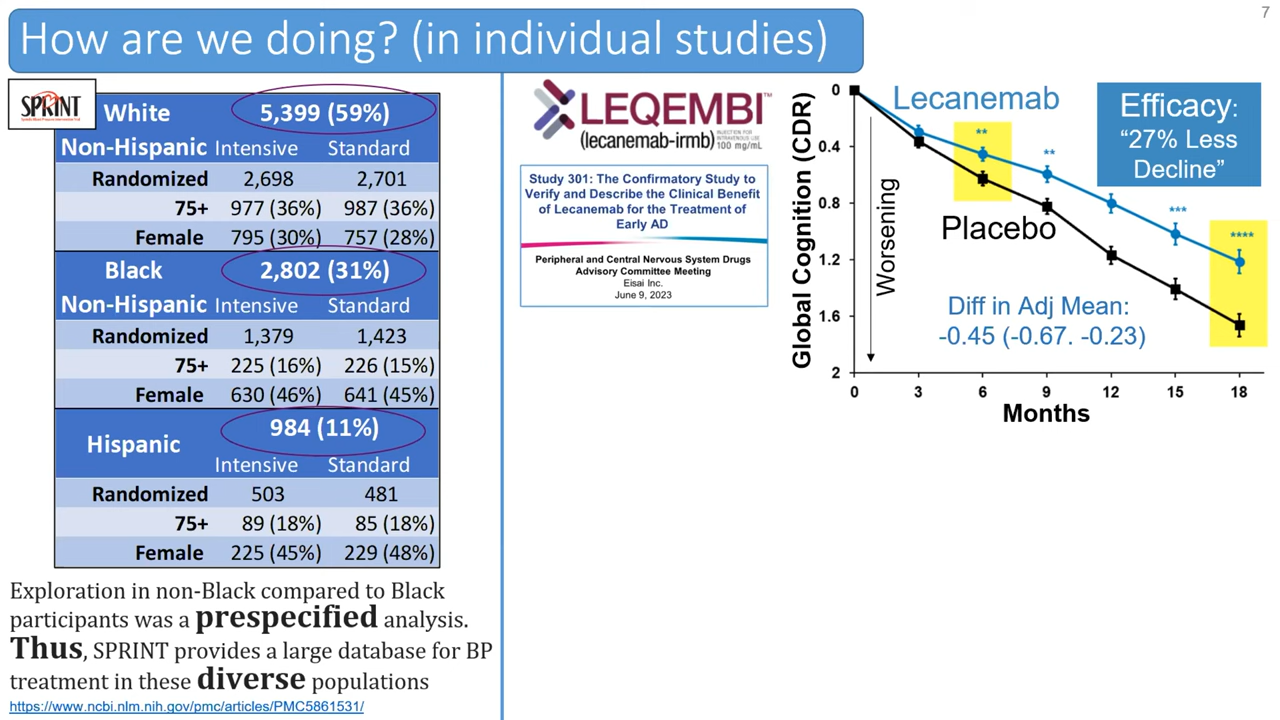 7
How are we doing? (in individual studies)
SPRINT
White 5,399 (59%)
Non-Hispanic Intensive Standard
Randomized 2,698 2,701
75+ 977 (36%) 987 (36%)
Female 795 (30%) 757 (28%)
Black 2,802 (31%)
Non-Hispanic Intensive Standard
Randomized 1,379 1,423
75+ 225 (16%) 226 (15%)
Female 630 (46%) 641 (45%)
984 (11%)
Hispanic
Intensive Standard
Randomized 503 481
75+ 89 (18%) 85 (18%)
Female 225 (45%) 229 (48%)
Exploration in non-Black compared to Black
participants was a prespecified analysis.
Thus, SPRINT provides a large database for BP
treatment in these diverse populations
https://www.ncbi.nlm.nih.gov/pmc/articles/PMC5861531/
LEQEMBI™
(lecanemab-irmb) INJECTION FOR
INTRAVENOUS USE
100 mg/mL
Study 301: The Confirmatory Study to
Verify and Describe the Clinical Benefit
of Lecanemab for the Treatment of
Early AD
Peripheral and Central Nervous System Drugs
Advisory Committee Meeting
Eisai Inc.
June 9, 2023
Global Cognition (CDR)
0
0.4
0.8
1.2
1.6
2
Worsening
Lecanemab
Placebo
**
**
***
****
Efficacy:
“27% Less
Decline”
Diff in Adj Mean:
-0.45 (-0.67. -0.23)
0 3 6 9 12 15 18
Months